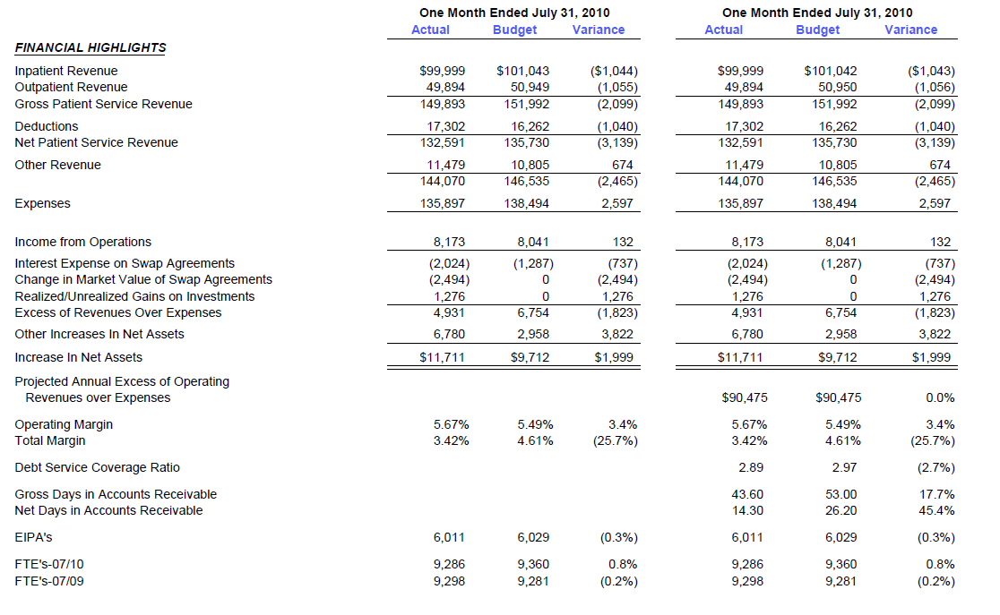 One Month Ended July 31, 2010 One Month Ended July 31, 2010
Actual Budget Variance Actual Budget Variance
FINANCIAL HIGHLIGHTS
Inpatient Revenue $99,999 $101,043 ($1,044) $99,999 $101,042 ($1,043)
Outpatient Revenue 49,894 50,949 (1,055) 49,894 50,950 (1,056)
Gross Patient Service Revenue 149,893 151,992 (2,099) 149,893 151,992 (2,099)
Deductions 17,302 16,262 (1,040) 17,302 16,262 (1,040)
Net Patient Service Revenue 132,591 135,730 (3,139) 132,591 135,730 (3,139)
Other Revenue 11,479 10,805 674 11,479 10,805 674
144,070 146,535 (2,465) 144,070 146,535 (2,465)
Expenses 135,897 138,494 2,597 135,897 138,494 2,597
Income from Operations 8,173 8,041 132 8,173 8,041 132
Interest Expense on Swap Agreements (2,024) (1,287) (737) (2,024) (1,287) (737)
Change in Market Value of Swap Agreements (2,494) 0 (2,494) (2,494) 0 (2,494)
Realized/Unrealized Gains on Investments 1,276 0 1,276 1,276 0 1,276
Excess of Revenues Over Expenses 4,931 6,754 (1,823) 4,931 6,754 (1,823)
Other Increases In Net Assets 6,780 2,958 3,822 6,780 2,958 3,822
Increase In Net Assets $11,711 $9,712 $1,999 $11,711 $9,712 $1,999
Projected Annual Excess of Operating
Revenues over Expenses $90,475 $90,475 0.0%
Operating Margin 5.67% 5.49% 3.4% 5.67% 5.49% 3.4%
Total Margin 3.42% 4.61% (25.7%) 3.42% 4.61% (25.7%)
Debt Service Coverage Ratio 2.89 2.97 (2.7%)
Gross Days in Accounts Receivable 43.60 53.00 17.7%
Net Days in Accounts Receivable 14.30 26.20 45.4%
EIPA's 6,011 6,029 (0.3%) 6,011 6,029 (0.3%)
FTE's-07/10 9,286 9,360 0.8% 9,286 9,360 0.8%
FTE's-07/09 9,298 9,281 (0.2%) 9,298 9,281 (0.2%)